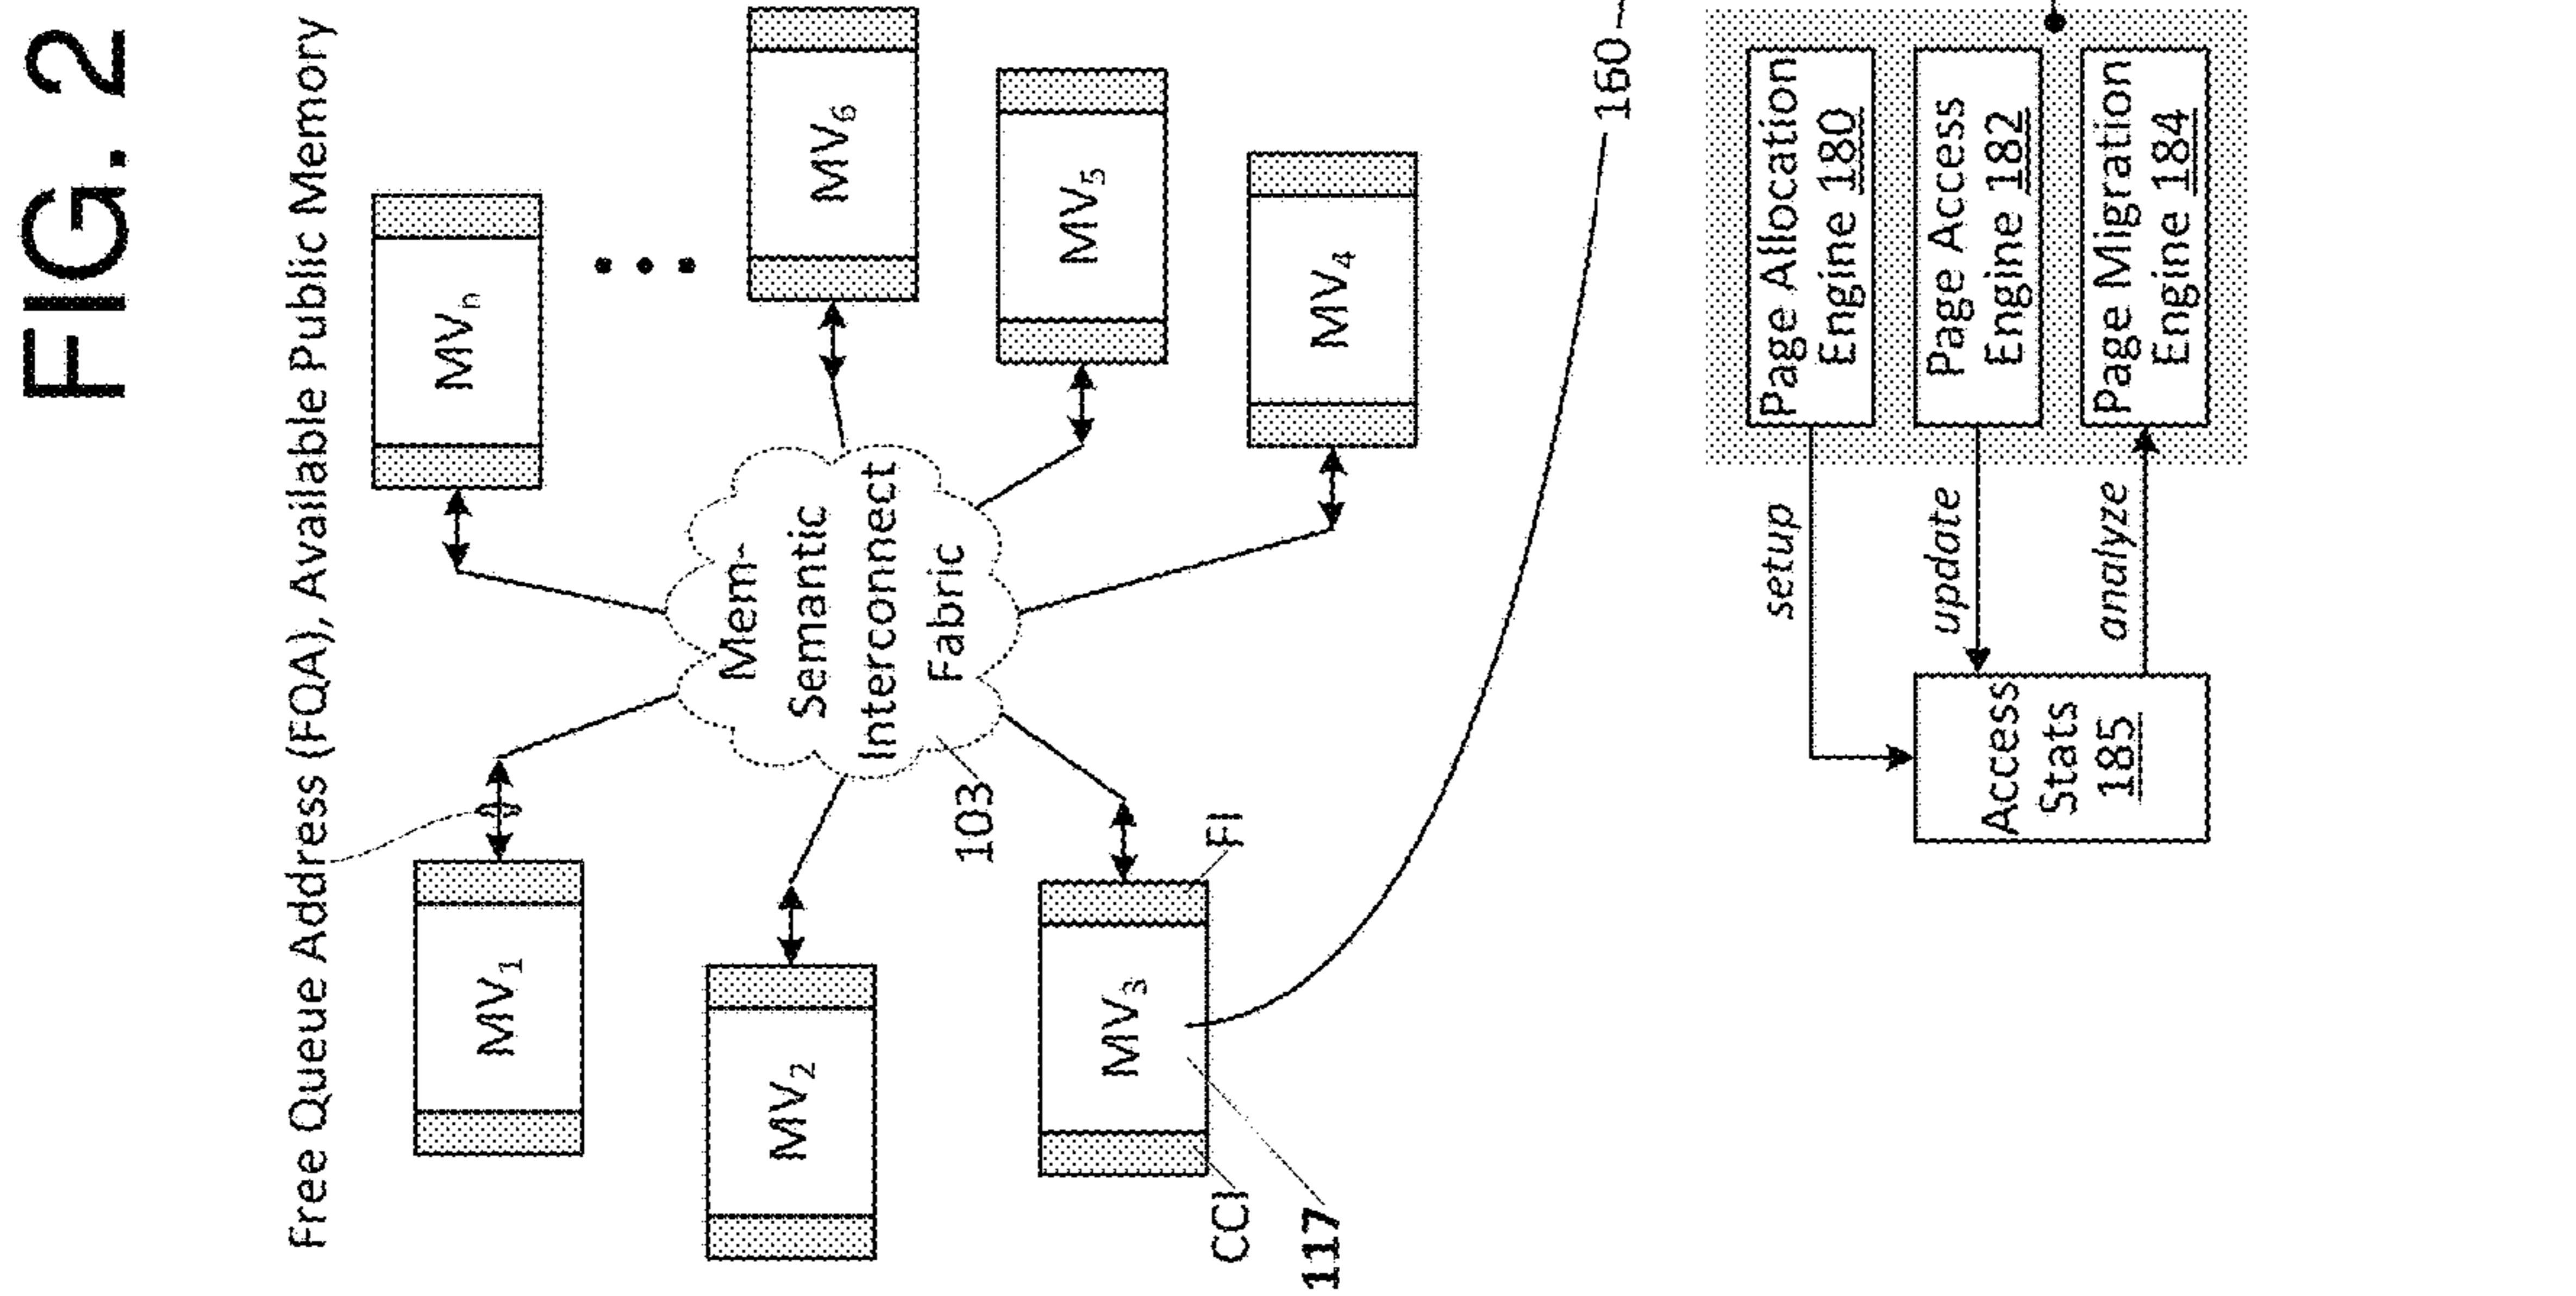 FIG. 2
Free Queue Address (FQA), Available Public Memory
MV1
MV2
MV3
MVn
MV6
MV5
MV4
Mem-
Semantic
Interconnect
Fabric
103
FI
CCI
117
160
Page Allocation
Engine 180
Page Access
Engine 182
Page Migration
Engine 184
setup
update
analyze
Access
Stats
185